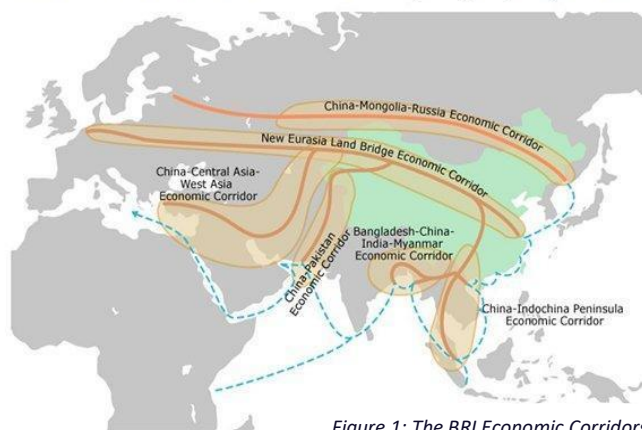 China-Mongolia-Russia Economic Corridor
New Eurasia Land Bridge Economic Corridor
China-Central Asia-
West Asia
Economic Corridor
Bangladesh-China-
India-Myanmar
Economic Corridor
China-Pakistan
Economic Corridor
China-Indochina Peninsula
Economic Corridor
Figure 1: The BRI Economic Corridor